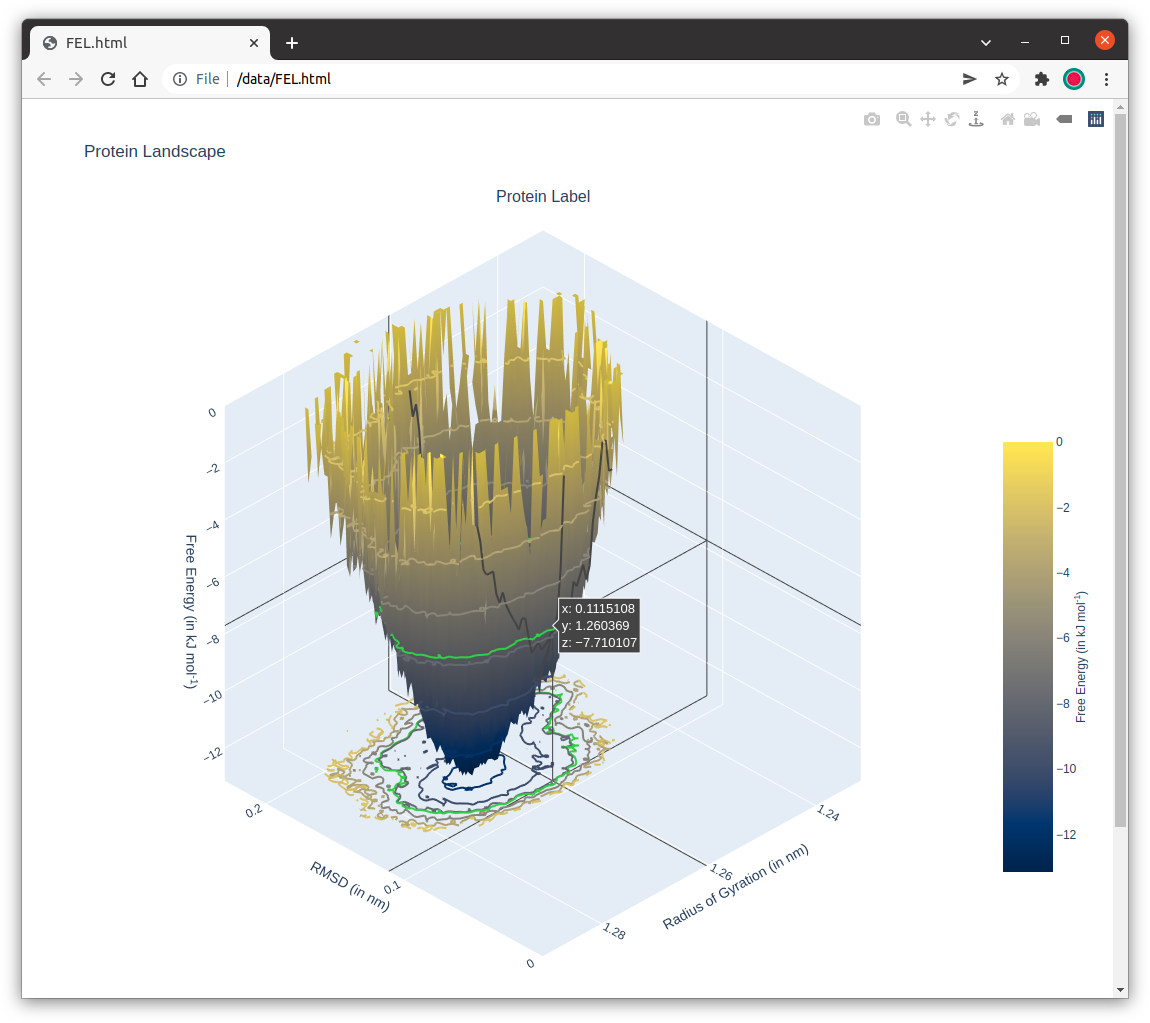 FEL.html
File | /data/FEL.html
Protein Landscape
Protein Label
0
−2
−4
−6
−8
−10
−12
Free Energy (in kJ mol⁻¹)
x: 0.1115108
y: 1.260369
z: −7.710107
0.2
0.1
0
RMSD (in nm)
1.24
1.26
1.28
Radius of Gyration (in nm)
0
−2
−4
−6
−8
−10
−12
Free Energy (in kJ mol⁻¹)
z